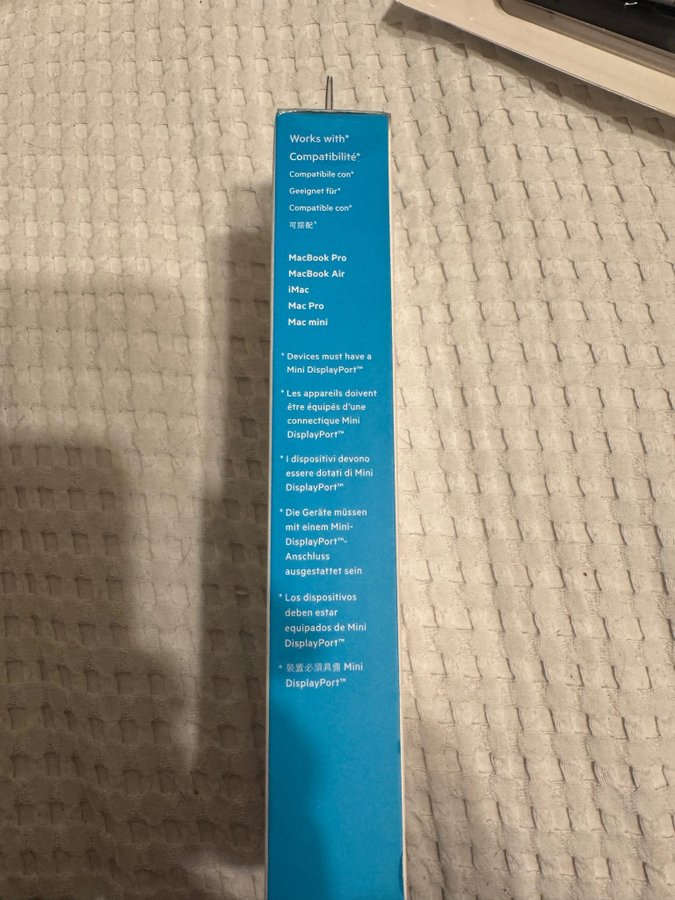 Works with*
Compatibilité*
Compatibile con*
Geeignet für*
Compatible con*
可搭配*
MacBook Pro
MacBook Air
iMac
Mac Pro
Mac mini
* Devices must have a
Mini DisplayPort™
* Les appareils doivent
être équipés d'une
connectique Mini
DisplayPort™
* I dispositivi devono
essere dotati di Mini
DisplayPort™
* Die Geräte müssen
mit einem Mini-
DisplayPort™-
Anschluss
ausgestattet sein
* Los dispositivos
deben estar
equipados de Mini
DisplayPort™
* 裝置必須具備 Mini
DisplayPort™